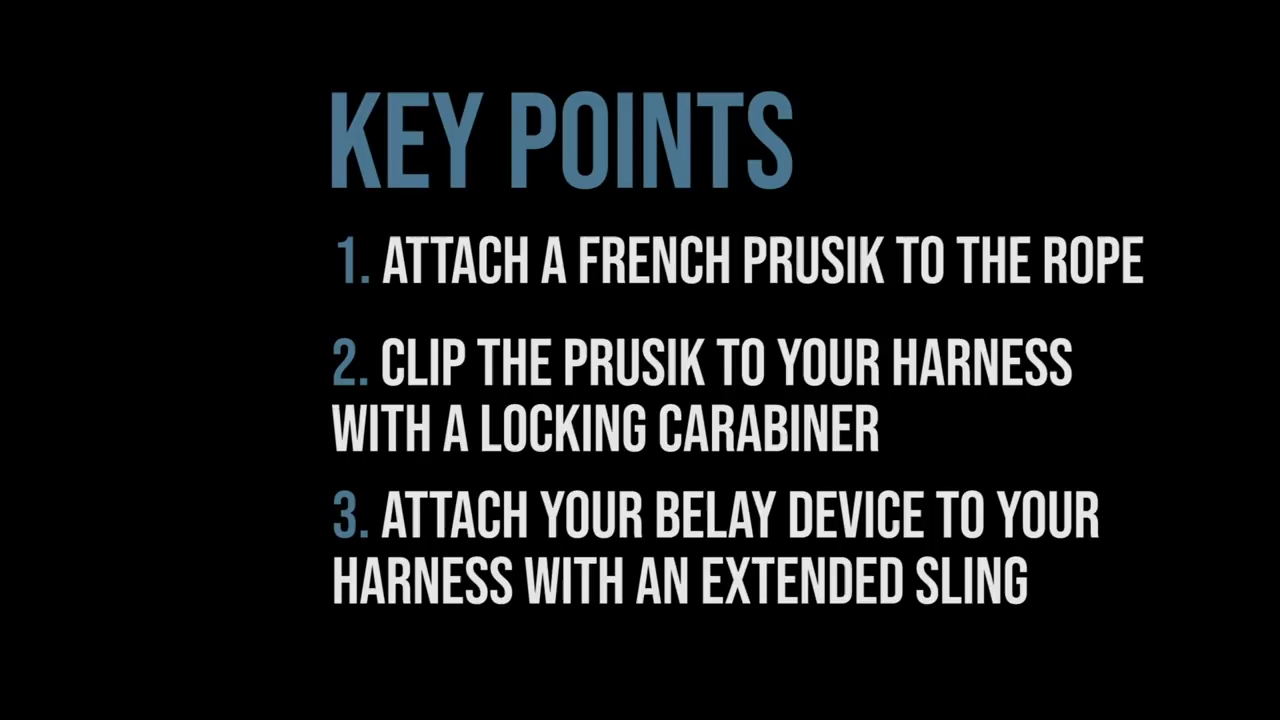 KEY POINTS
1. ATTACH A FRENCH PRUSIK TO THE ROPE
2. CLIP THE PRUSIK TO YOUR HARNESS
WITH A LOCKING CARABINER
3. ATTACH YOUR BELAY DEVICE TO YOUR
HARNESS WITH AN EXTENDED SLING